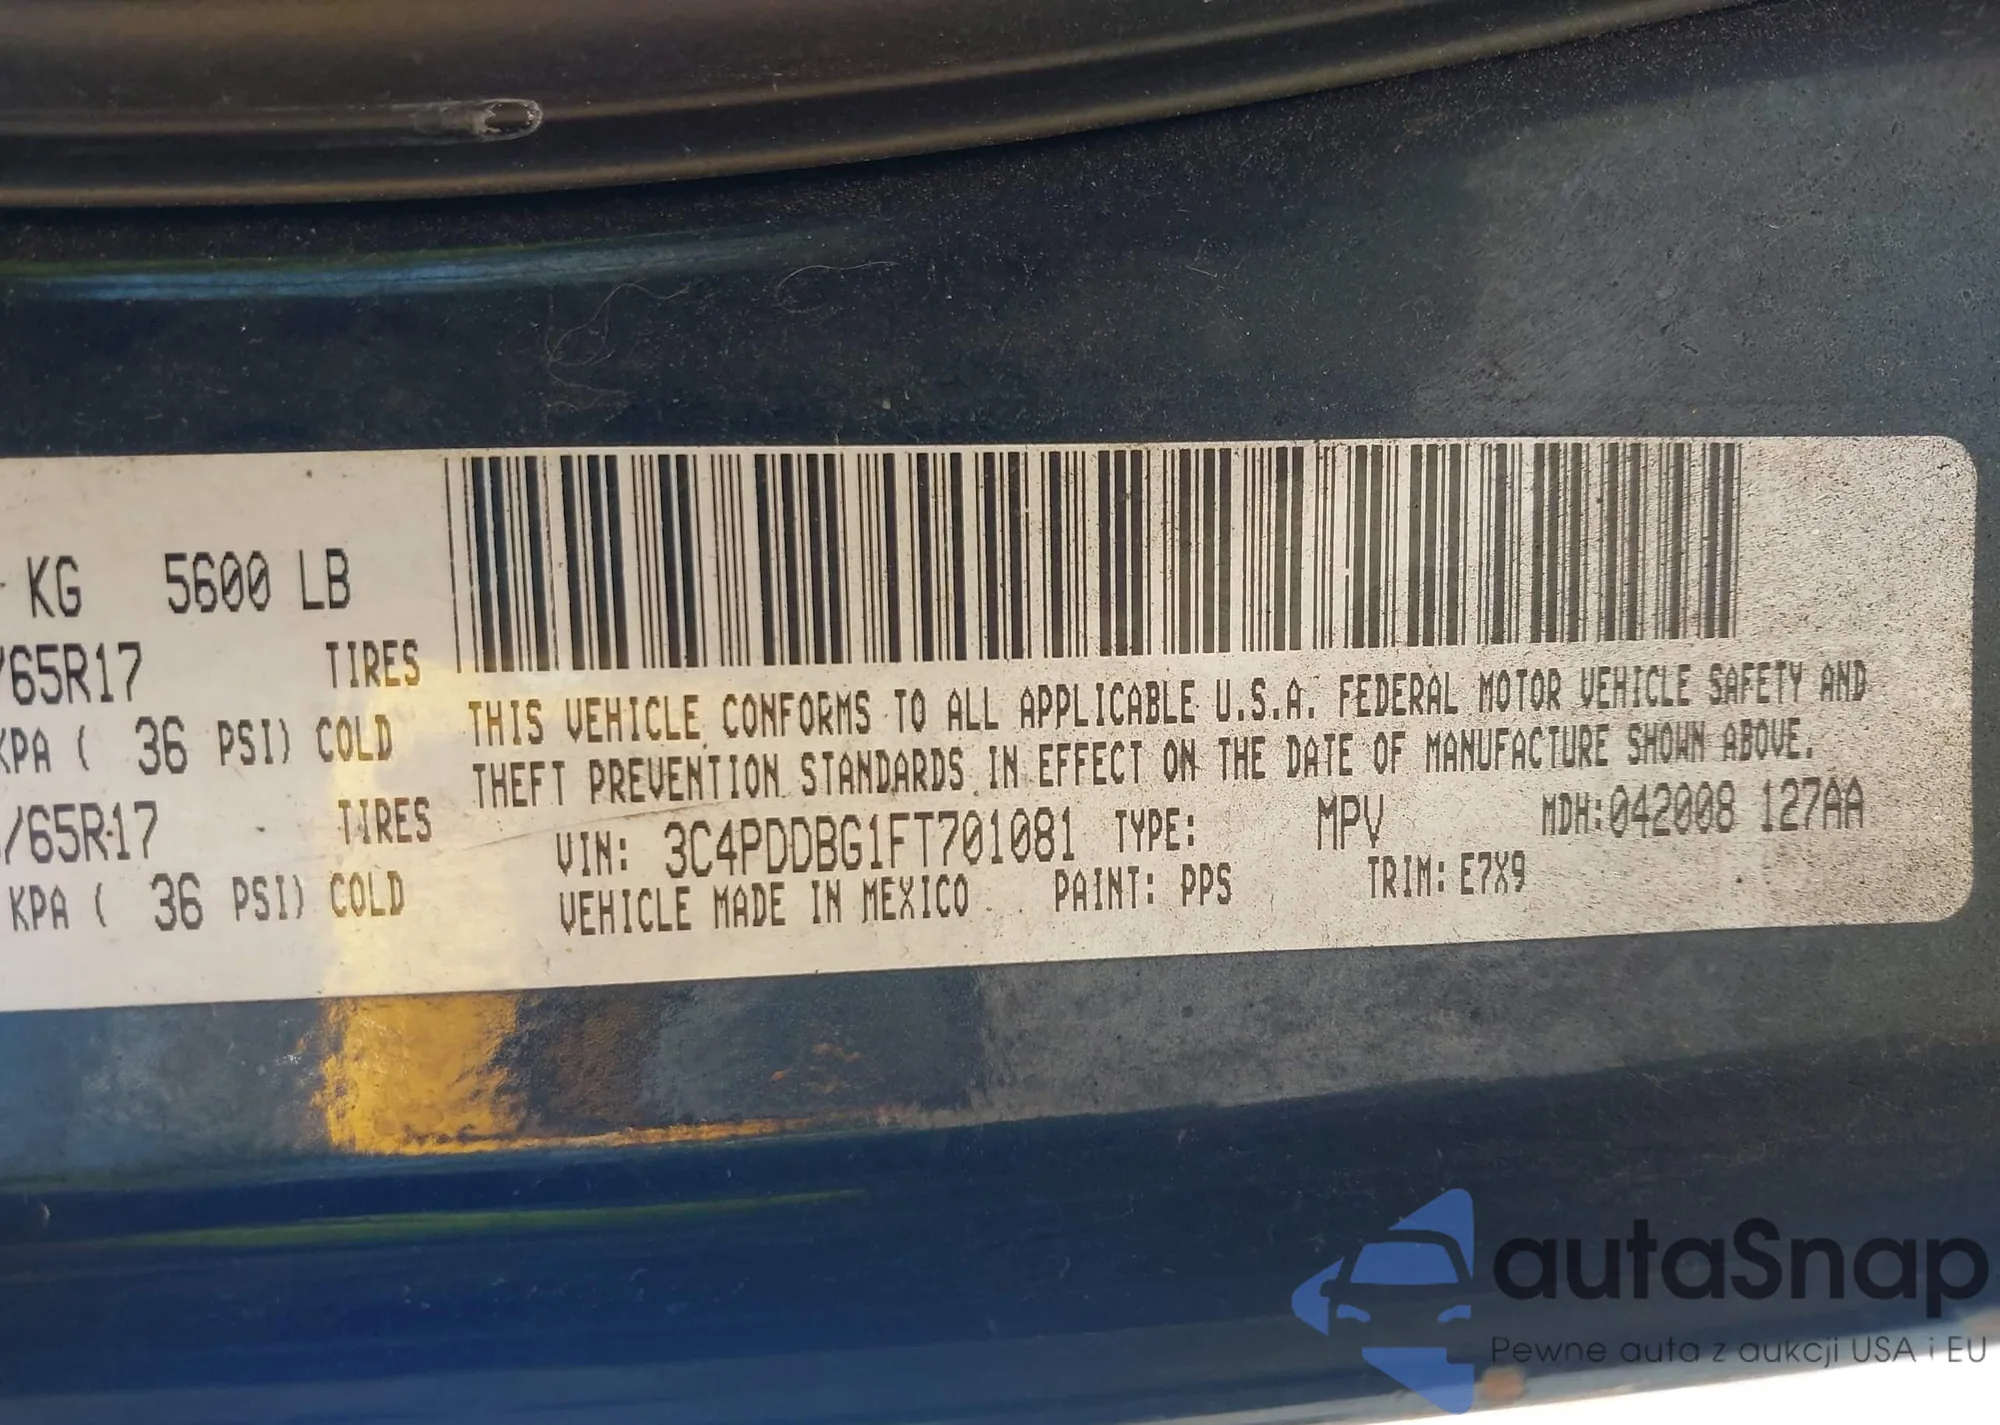 KG 5600 LB
/65R17 TIRES
KPA ( 36 PSI) COLD
/65R17 TIRES
KPA ( 36 PSI) COLD
THIS VEHICLE CONFORMS TO ALL APPLICABLE U.S.A. FEDERAL MOTOR VEHICLE SAFETY AND
THEFT PREVENTION STANDARDS IN EFFECT ON THE DATE OF MANUFACTURE SHOWN ABOVE.
VIN: 3C4PDDBG1FT701081 TYPE: MPV MDH:042008 127AA
VEHICLE MADE IN MEXICO PAINT: PPS TRIM: E7X9
autaSnap
Pewne auta z aukcji USA i EU